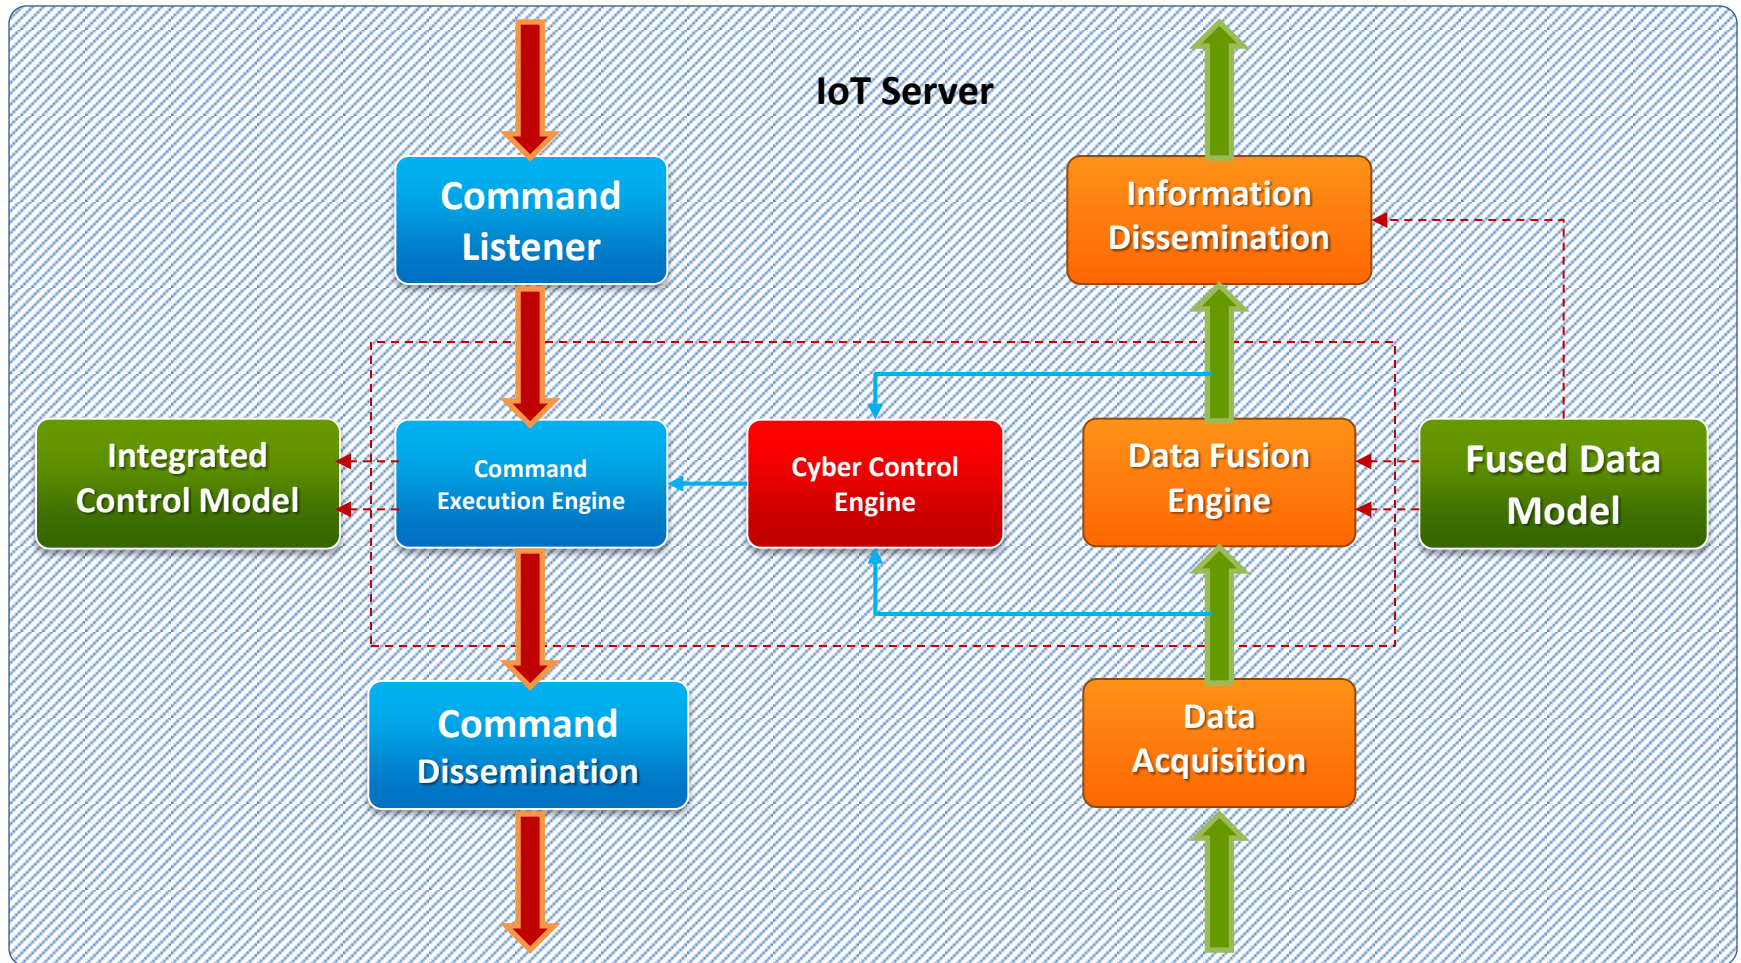 IoT Server
Command
Listener
Information
Dissemination
Integrated
Control Model
Command
Execution Engine
Cyber Control
Engine
Data Fusion
Engine
Fused Data
Model
Command
Dissemination
Data
Acquisition